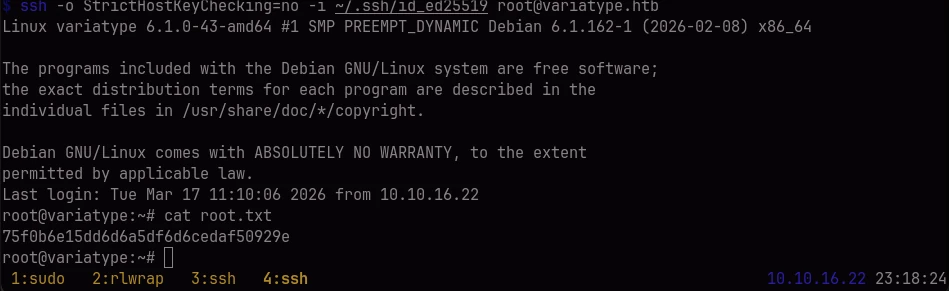 $ ssh -o StrictHostKeyChecking=no -i ~/.ssh/id_ed25519 root@variatype.htb
Linux variatype 6.1.0-43-amd64 #1 SMP PREEMPT_DYNAMIC Debian 6.1.162-1 (2026-02-08) x86_64
The programs included with the Debian GNU/Linux system are free software;
the exact distribution terms for each program are described in the
individual files in /usr/share/doc/*/copyright.
Debian GNU/Linux comes with ABSOLUTELY NO WARRANTY, to the extent
permitted by applicable law.
Last login: Tue Mar 17 11:10:06 2026 from 10.10.16.22
root@variatype:~# cat root.txt
75f0b6e15dd6d6a5df6d6cedaf50929e
root@variatype:~#
1:sudo 2:rlwrap 3:ssh 4:ssh 10.10.16.22 23:18:24